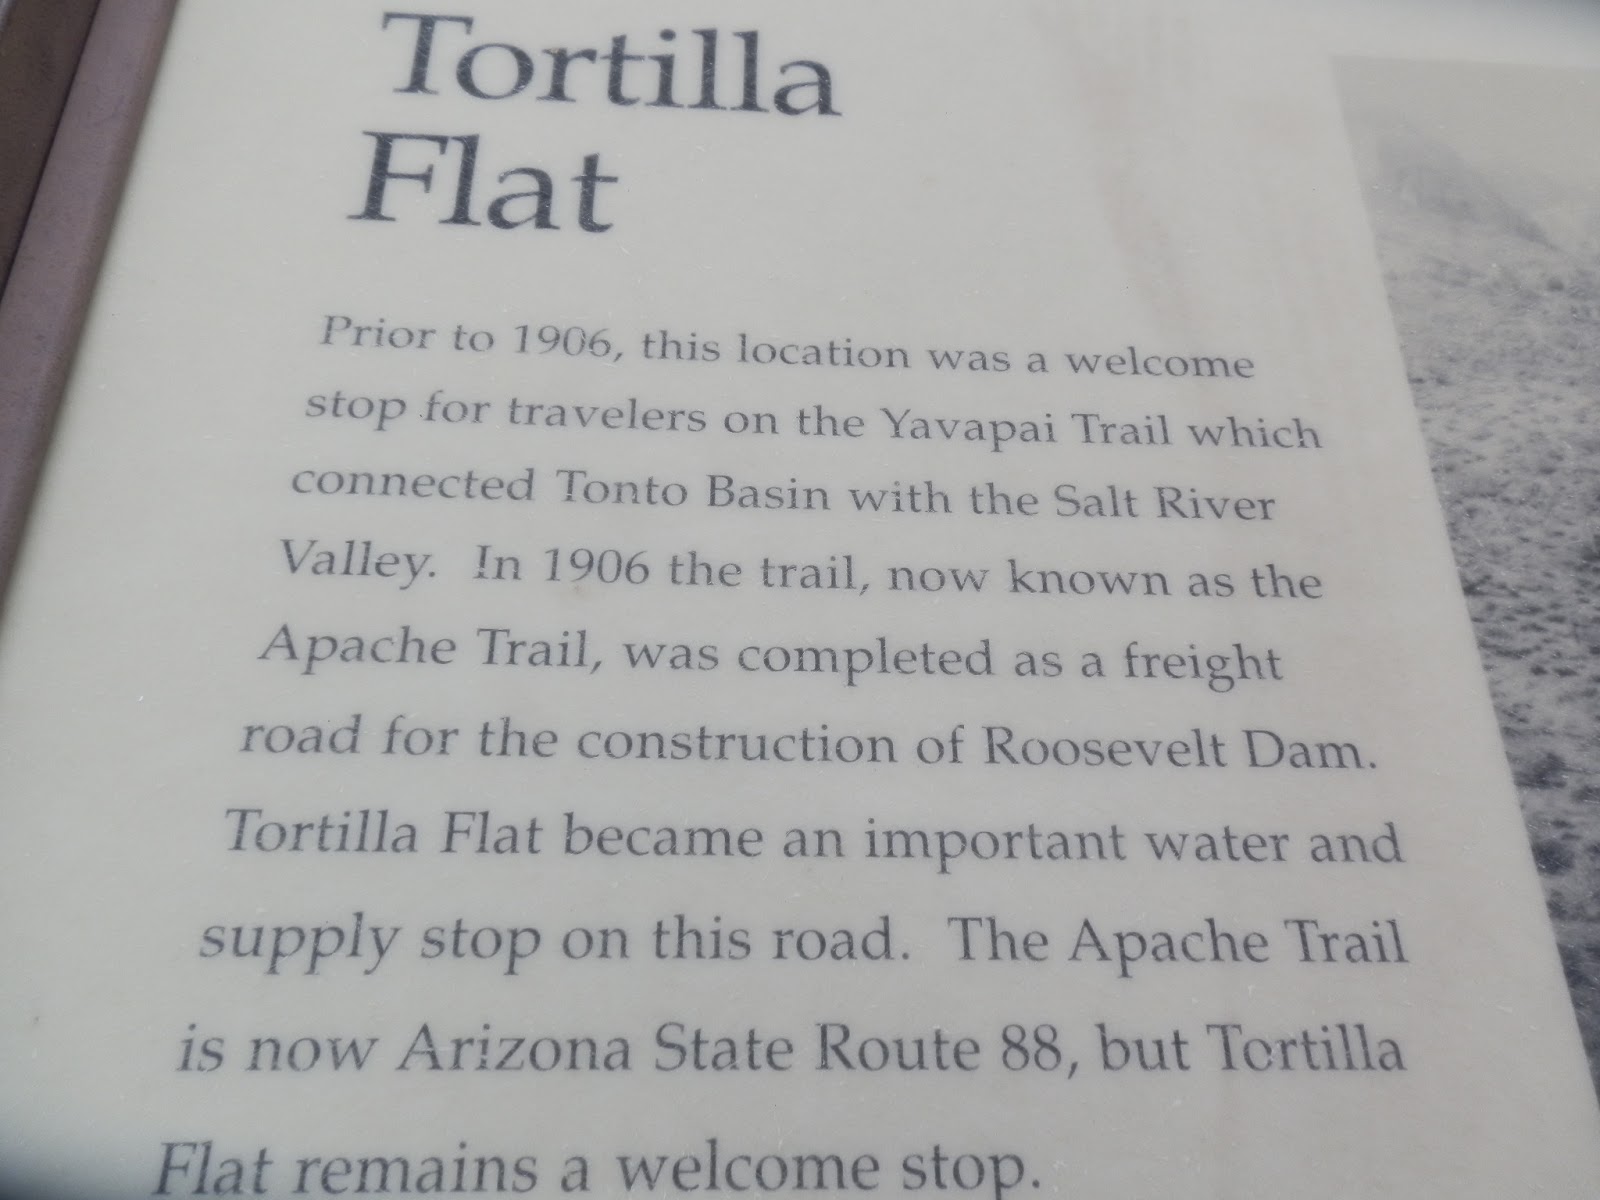 Tortilla
Flat
Prior to 1906, this location was a welcome
stop for travelers on the Yavapai Trail which
connected Tonto Basin with the Salt River
Valley. In 1906 the trail, now known as the
Apache Trail, was completed as a freight
road for the construction of Roosevelt Dam.
Tortilla Flat became an important water and
supply stop on this road. The Apache Trail
is now Arizona State Route 88, but Tortilla
Flat remains a welcome stop.